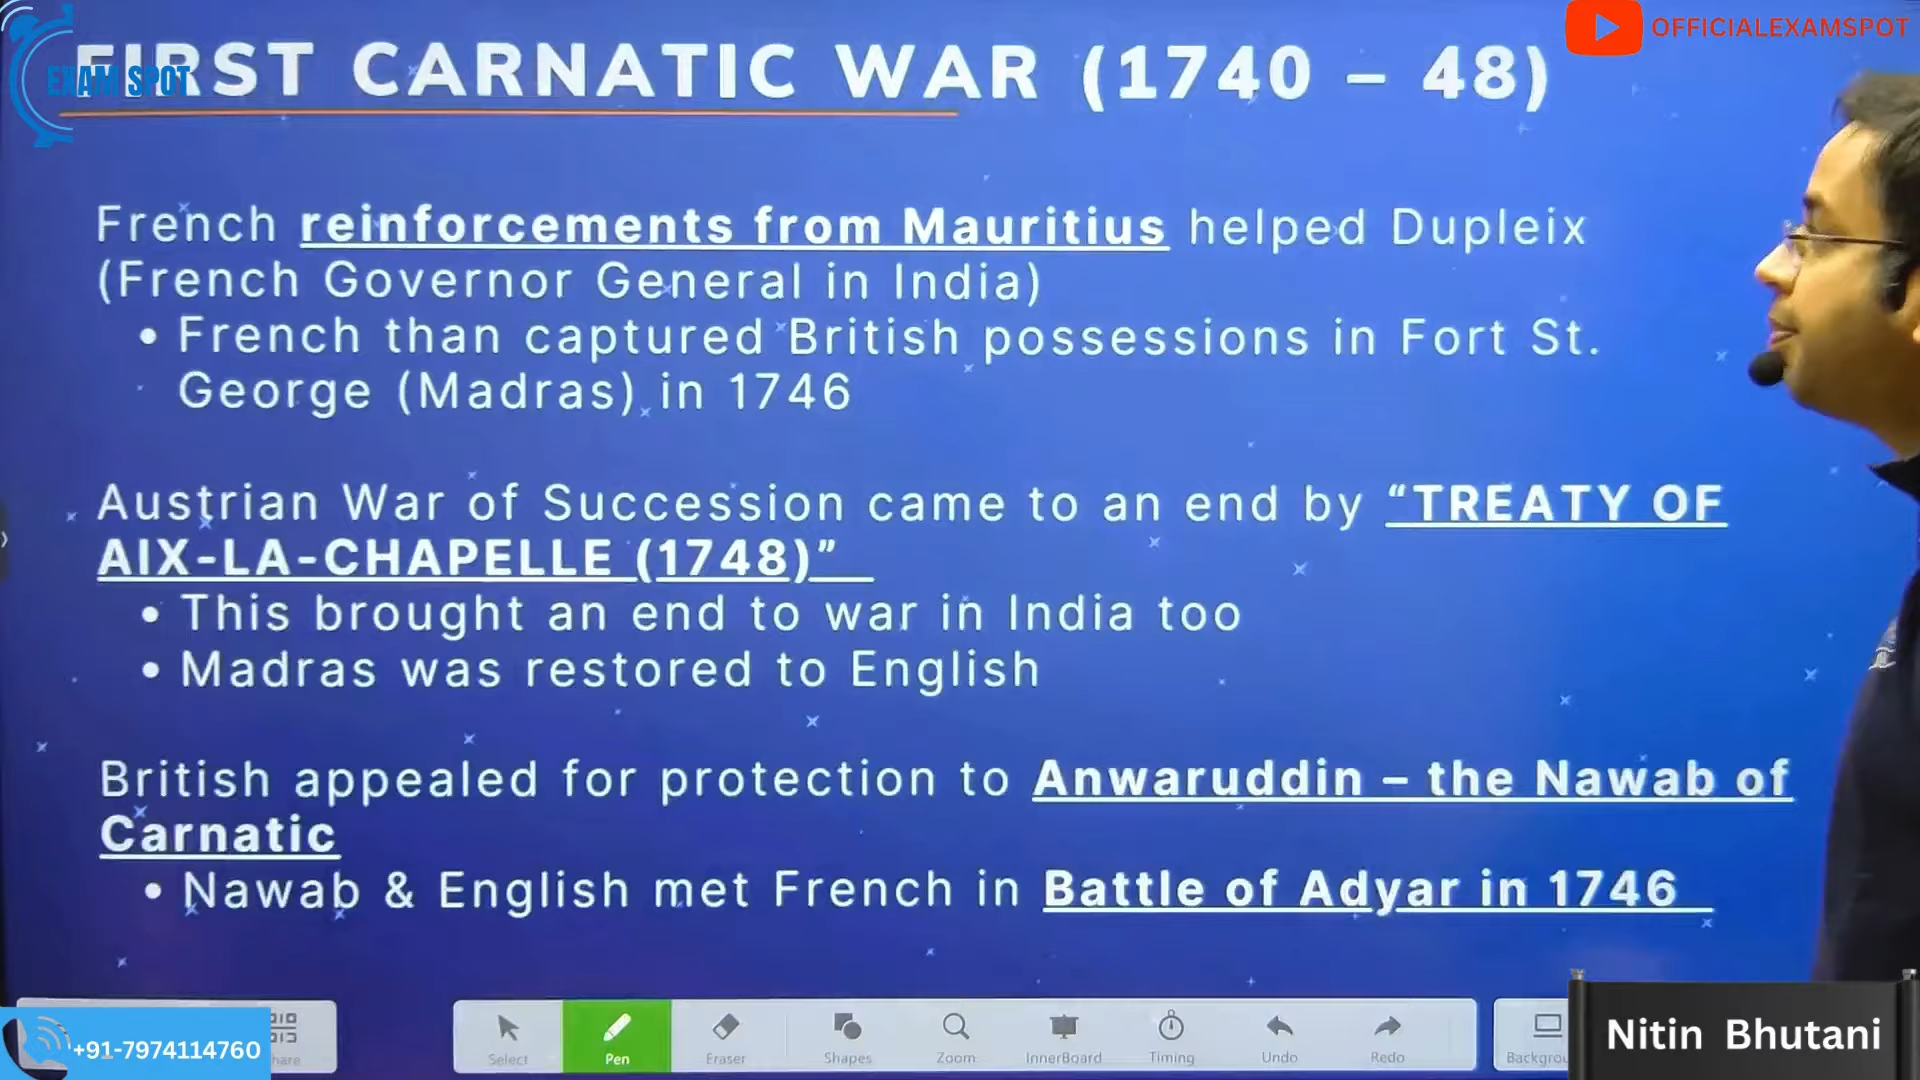 OFFICIALEXAMSPOT
FIRST CARNATIC WAR (1740 – 48)
EXAM SPOT
French reinforcements from Mauritius helped Dupleix
(French Governor General in India)
• French than captured British possessions in Fort St.
George (Madras) in 1746
Austrian War of Succession came to an end by “TREATY OF
AIX-LA-CHAPELLE (1748)”
• This brought an end to war in India too
• Madras was restored to English
British appealed for protection to Anwaruddin – the Nawab of
Carnatic
• Nawab & English met French in Battle of Adyar in 1746
Select Pen Eraser Shapes Zoom InnerBoard Timing Undo Redo
+91-7974114760
Nitin Bhutani